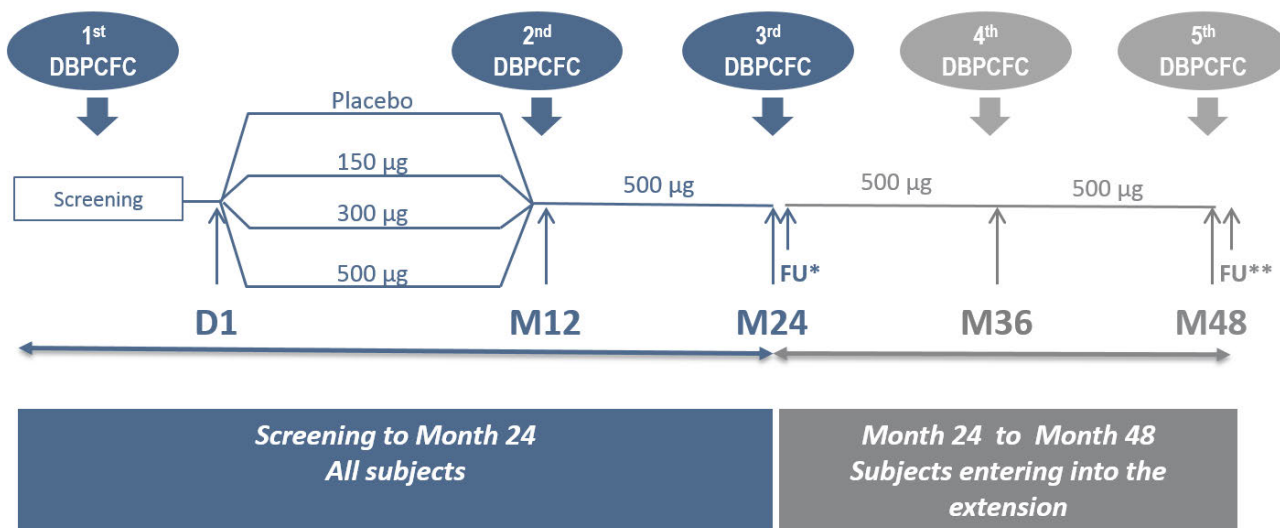 1st
DBPCFC
2nd
DBPCFC
3rd
DBPCFC
4th
DBPCFC
5th
DBPCFC
Placebo
150 µg
300 µg
500 µg
Screening
500 µg
500 µg
500 µg
FU*
FU**
D1
M12
M24
M36
M48
Screening to Month 24
All subjects
Month 24 to Month 48
Subjects entering into the
extension